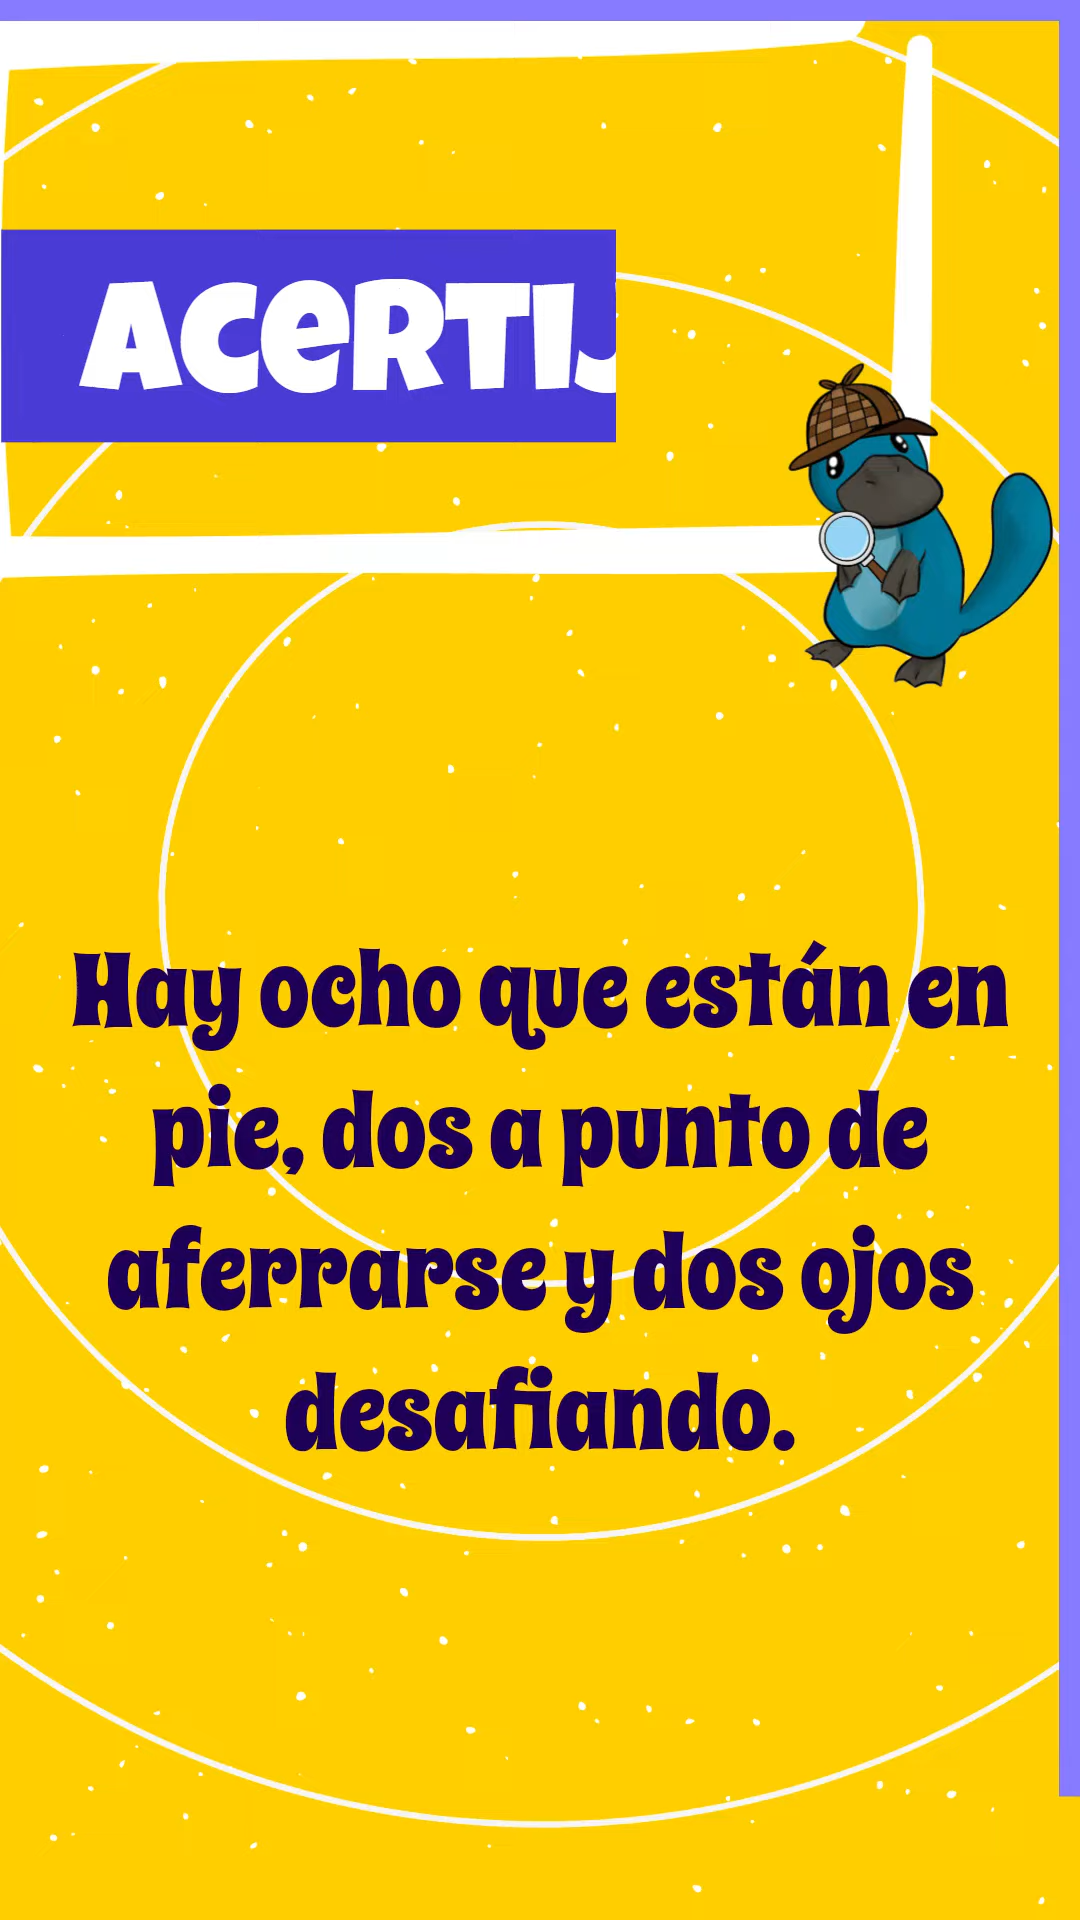 ACERTIJ
Hay ocho que están en
pie, dos a punto de
aferrarse y dos ojos
desafiando.